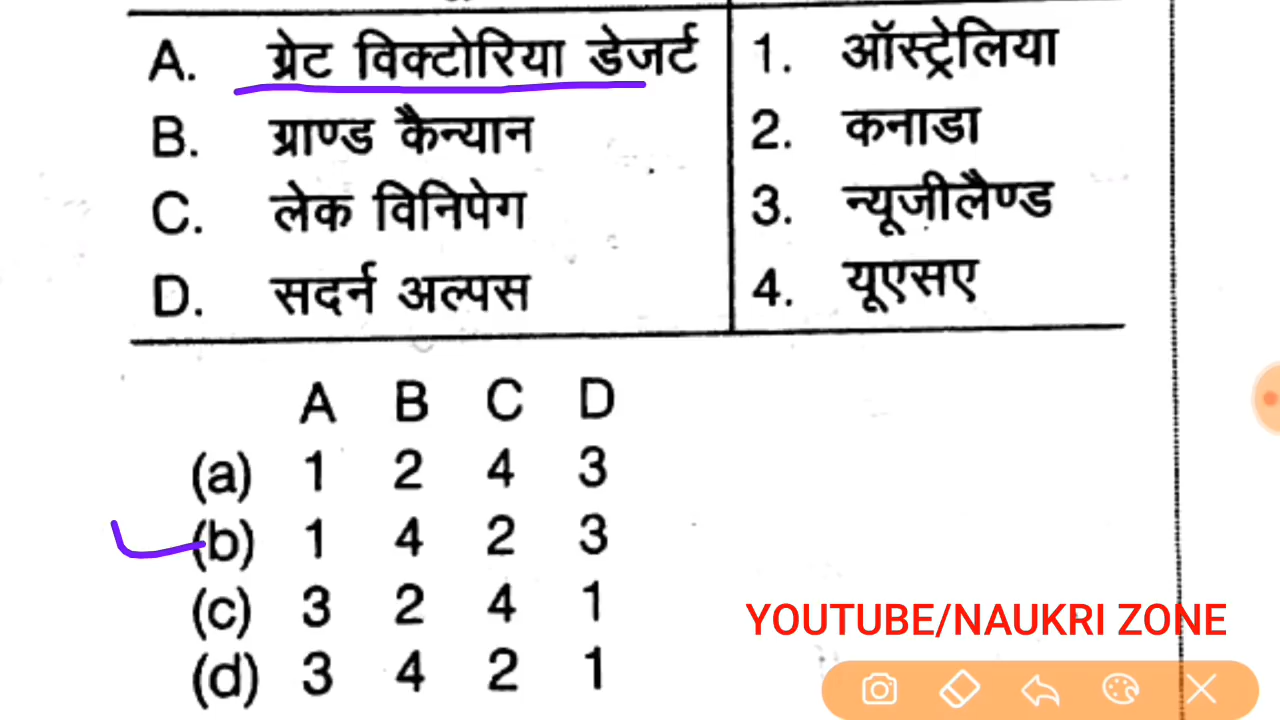 A. ग्रेट विक्टोरिया डेजर्ट 1. ऑस्ट्रेलिया
B. ग्राण्ड कैन्यान 2. कनाडा
C. लेक विनिपेग 3. न्यूजीलैण्ड
D. सदर्न अल्पस 4. यूएसए
A B C D
(a) 1 2 4 3
(b) 1 4 2 3
(c) 3 2 4 1
(d) 3 4 2 1
YOUTUBE/NAUKRI ZONE